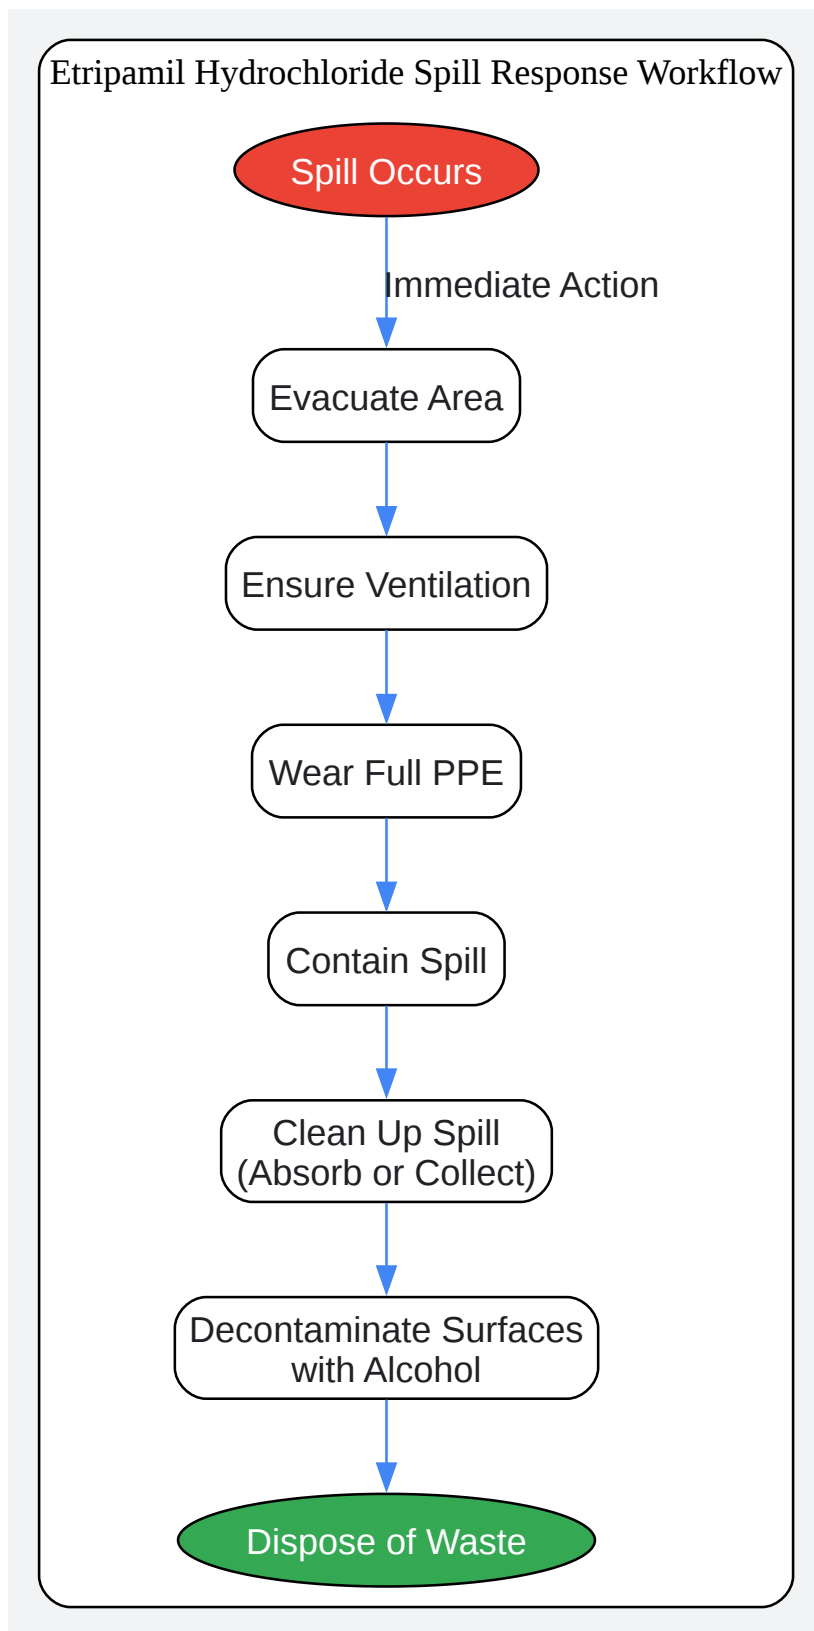 Etripamil Hydrochloride Spill Response Workflow
Spill Occurs
Immediate Action
Evacuate Area
Ensure Ventilation
Wear Full PPE
Contain Spill
Clean Up Spill
(Absorb or Collect)
Decontaminate Surfaces
with Alcohol
Dispose of Waste